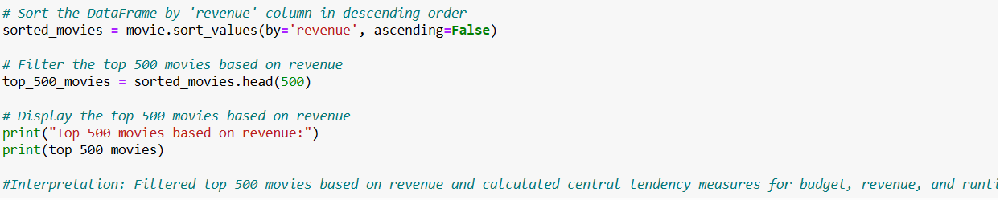 # Sort the DataFrame by 'revenue' column in descending order
sorted_movies = movie.sort_values(by='revenue', ascending=False)
# Filter the top 500 movies based on revenue
top_500_movies = sorted_movies.head(500)
# Display the top 500 movies based on revenue
print("Top 500 movies based on revenue:")
print(top_500_movies)
#Interpretation: Filtered top 500 movies based on revenue and calculated central tendency measures for budget, revenue, and